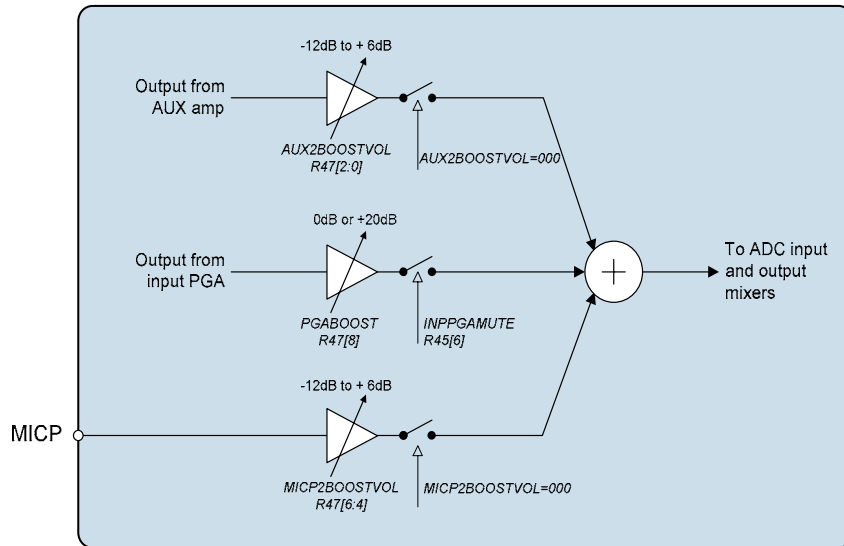 -12dB to + 6dB
Output from
AUX amp
AUX2BOOSTVOL
R47[2:0]
AUX2BOOSTVOL=000
0dB or +20dB
Output from
input PGA
PGABOOST
R47[8]
INPPGAMUTE
R45[6]
+
To ADC input
and output
mixers
-12dB to + 6dB
MICP
MICP2BOOSTVOL
R47[6:4]
MICP2BOOSTVOL=000